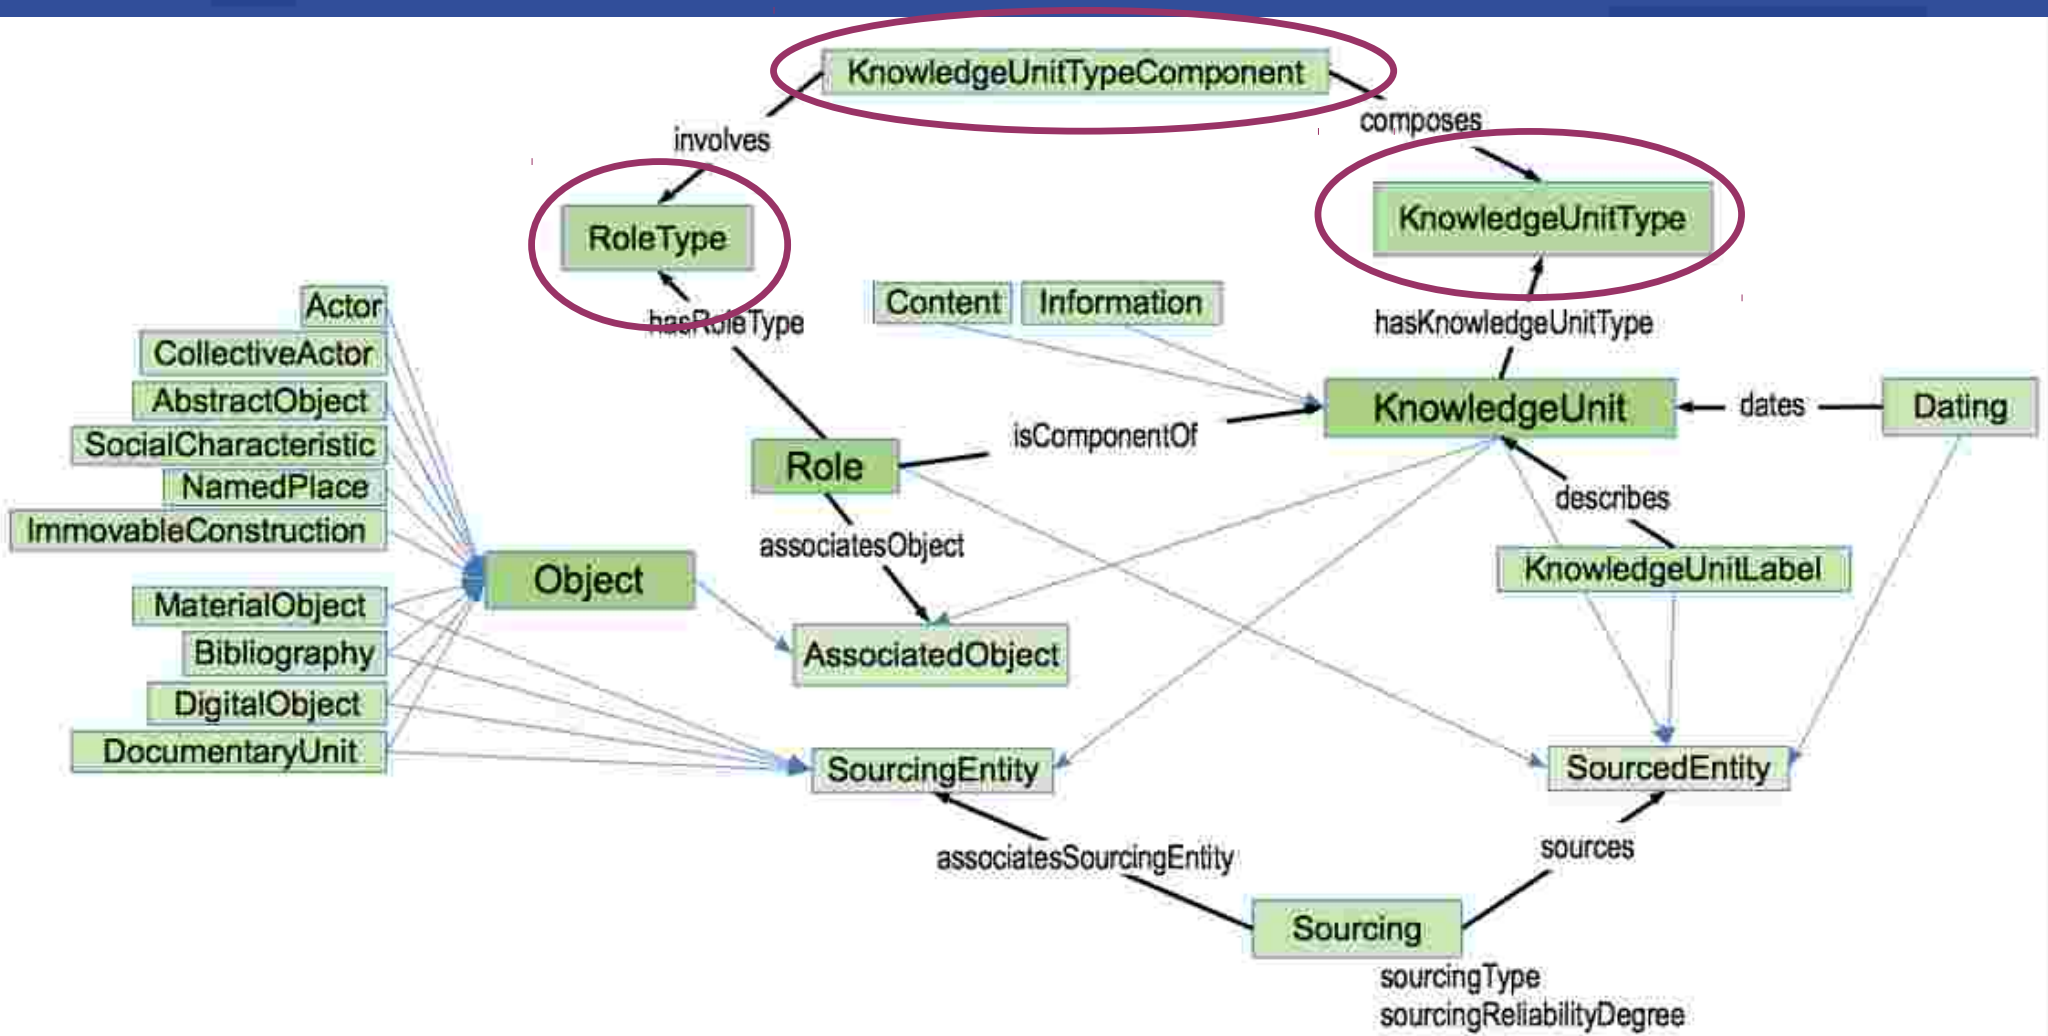 KnowledgeUnitTypeComponent
involves
composes
RoleType
KnowledgeUnitType
hasRoleType
Content
Information
hasKnowledgeUnitType
Actor
CollectiveActor
AbstractObject
SocialCharacteristic
NamedPlace
ImmovableConstruction
KnowledgeUnit
dates
Dating
isComponentOf
Role
describes
associatesObject
KnowledgeUnitLabel
Object
MaterialObject
Bibliography
DigitalObject
DocumentaryUnit
AssociatedObject
SourcingEntity
SourcedEntity
associatesSourcingEntity
sources
Sourcing
sourcingType
sourcingReliabilityDegree